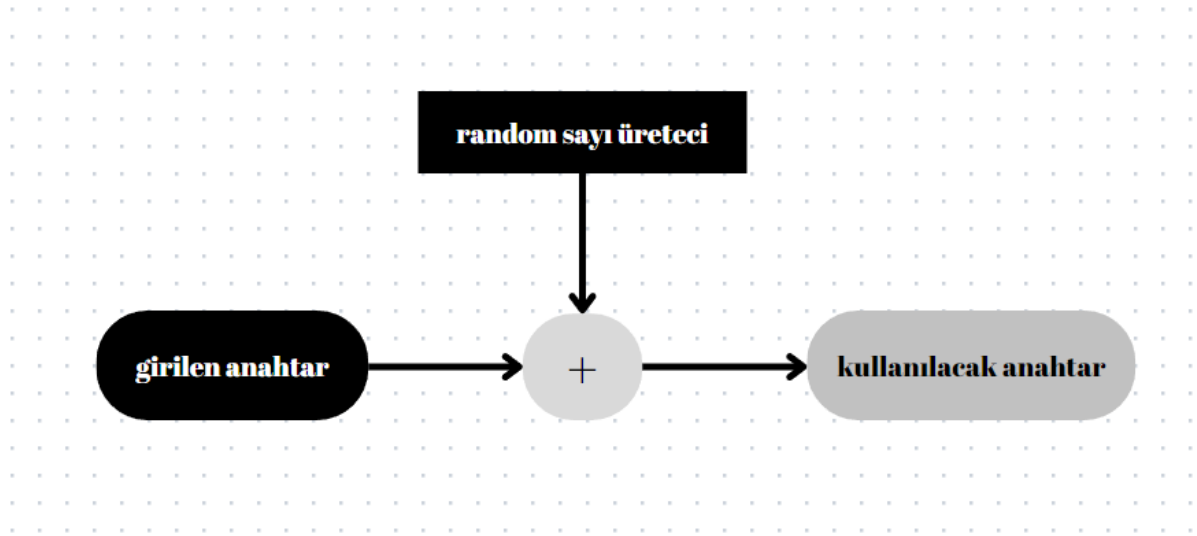 random sayı üreteci
girilen anahtar
+
kullanılacak anahtar